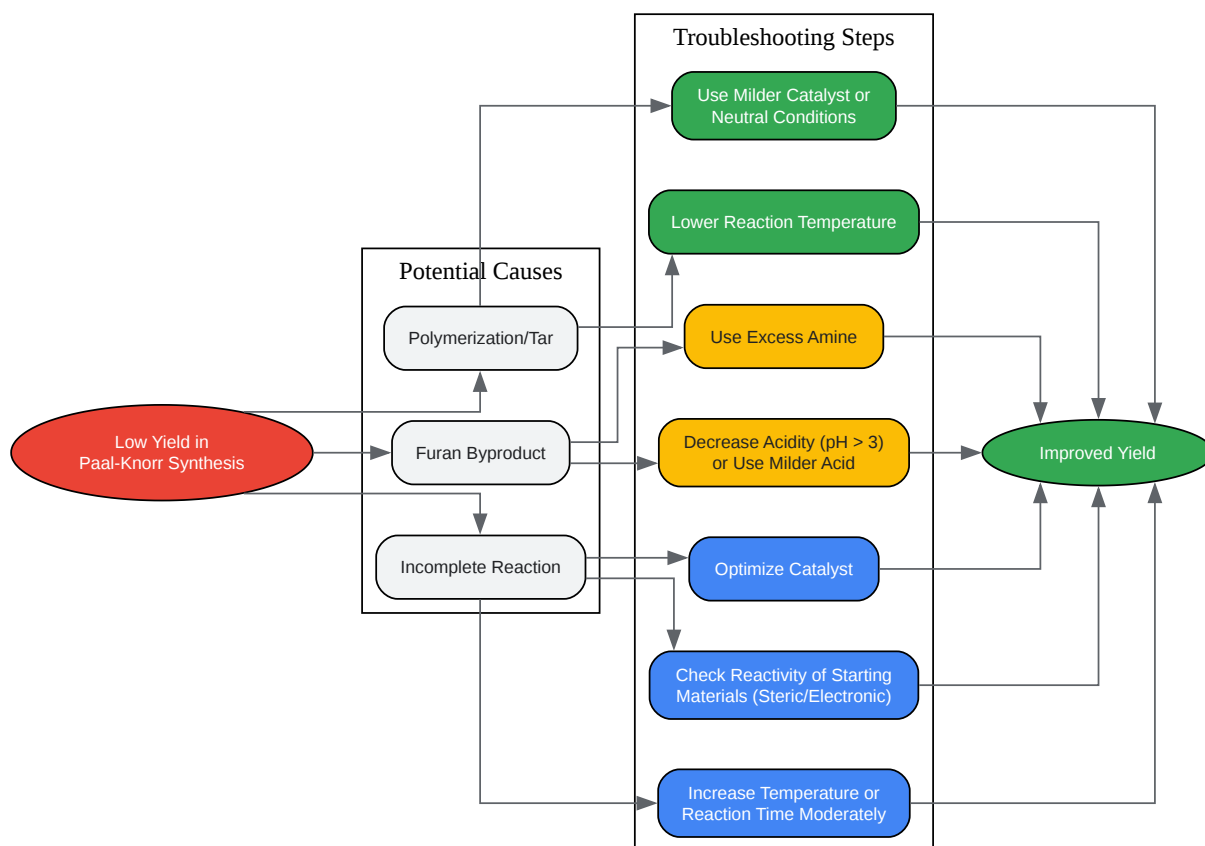 Troubleshooting Steps
Use Milder Catalyst or
Neutral Conditions
Lower Reaction Temperature
Potential Causes
Polymerization/Tar
Use Excess Amine
Low Yield in
Paal-Knorr Synthesis
Furan Byproduct
Decrease Acidity (pH > 3)
or Use Milder Acid
Improved Yield
Incomplete Reaction
Optimize Catalyst
Check Reactivity of Starting
Materials (Steric/Electronic)
Increase Temperature or
Reaction Time Moderately